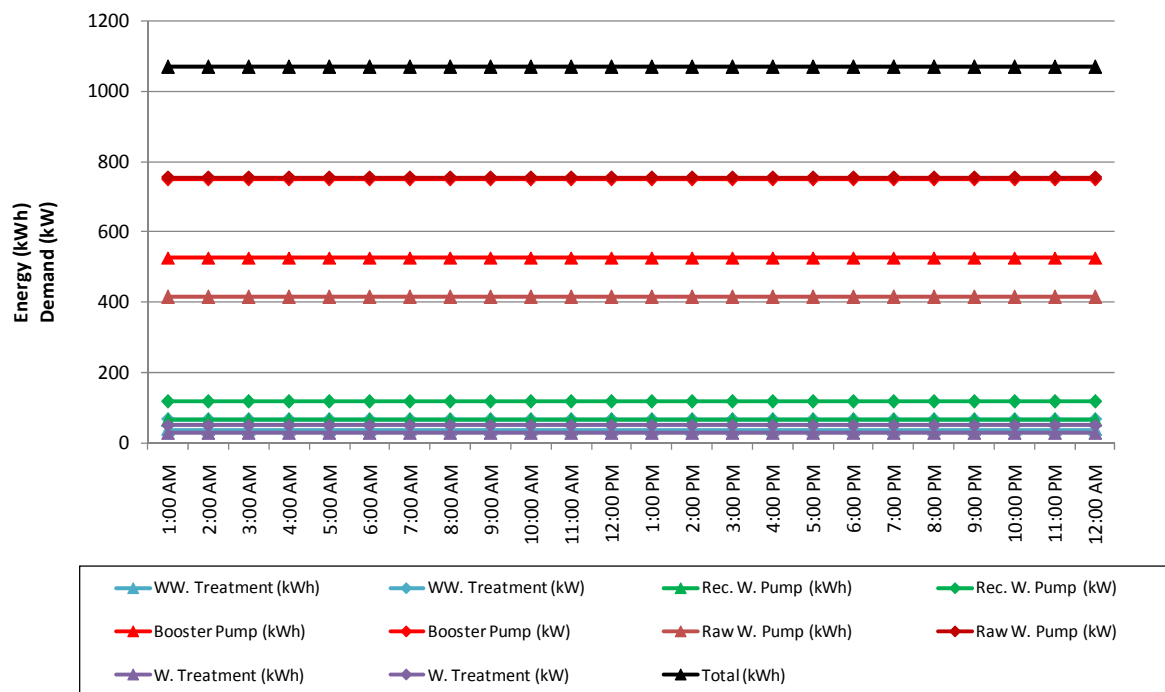 1200
1000
800
600
400
200
0
Energy (kWh)
Demand (kW)
1:00 AM
2:00 AM
3:00 AM
4:00 AM
5:00 AM
6:00 AM
7:00 AM
8:00 AM
9:00 AM
10:00 AM
11:00 AM
12:00 PM
1:00 PM
2:00 PM
3:00 PM
4:00 PM
5:00 PM
6:00 PM
7:00 PM
8:00 PM
9:00 PM
10:00 PM
11:00 PM
12:00 AM
WW. Treatment (kWh)
WW. Treatment (kW)
Rec. W. Pump (kWh)
Rec. W. Pump (kW)
Booster Pump (kWh)
Booster Pump (kW)
Raw W. Pump (kWh)
Raw W. Pump (kW)
W. Treatment (kWh)
W. Treatment (kW)
Total (kWh)